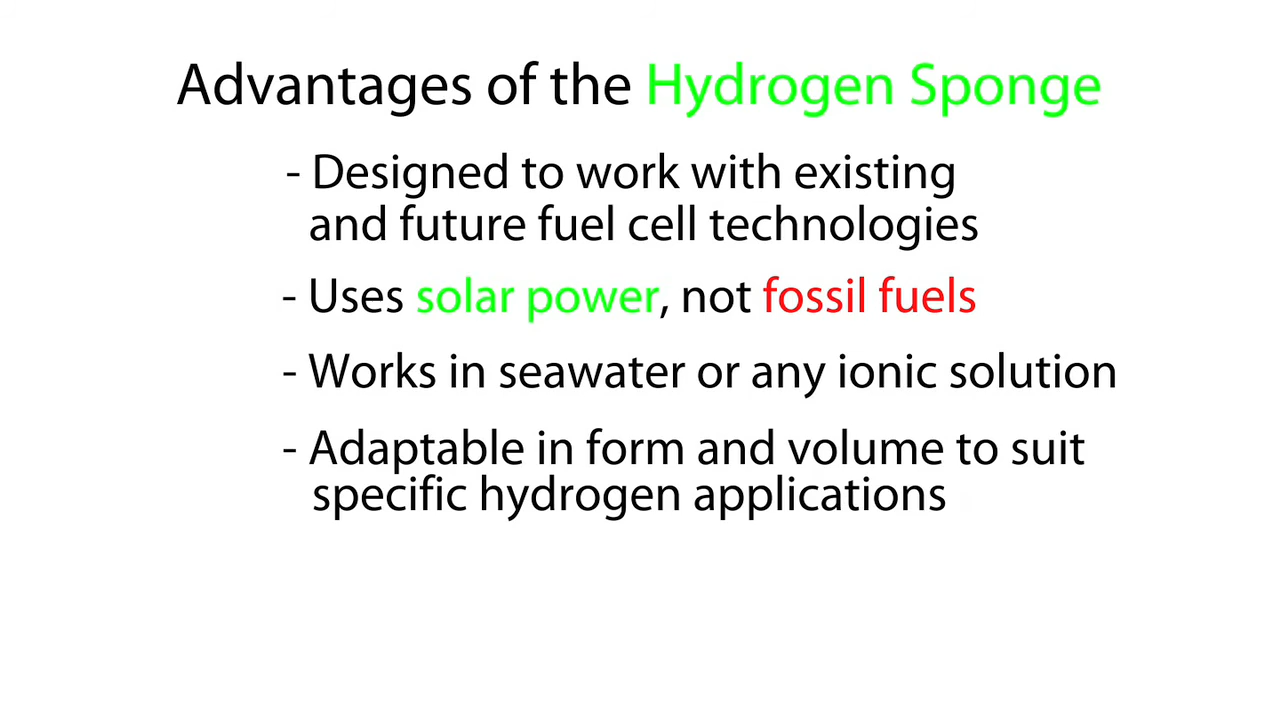 Advantages of the Hydrogen Sponge
- Designed to work with existing
and future fuel cell technologies
- Uses solar power, not fossil fuels
- Works in seawater or any ionic solution
- Adaptable in form and volume to suit
specific hydrogen applications